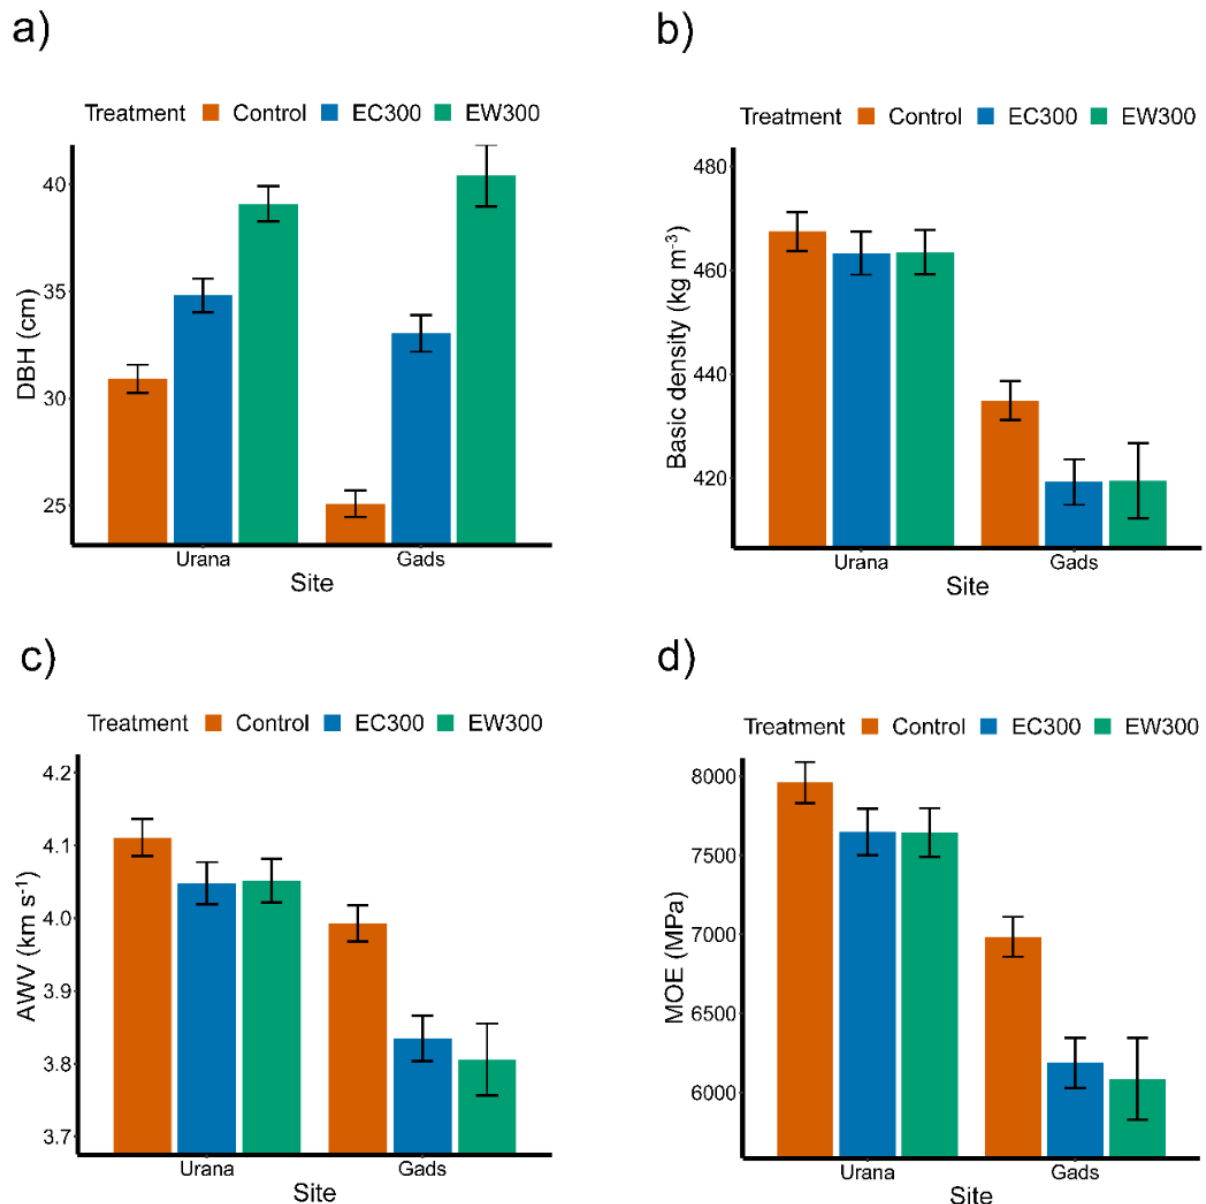 a)
Treatment Control EC300 EW300
DBH (cm)
40
35
30
25
Urana Gads
Site
b)
Treatment Control EC300 EW300
Basic density (kg m⁻³)
480
460
440
420
Urana Gads
Site
c)
Treatment Control EC300 EW300
AWV (km s⁻¹)
4.2
4.1
4.0
3.9
3.8
3.7
Urana Gads
Site
d)
Treatment Control EC300 EW300
MOE (MPa)
8000
7500
7000
6500
6000
Urana Gads
Site